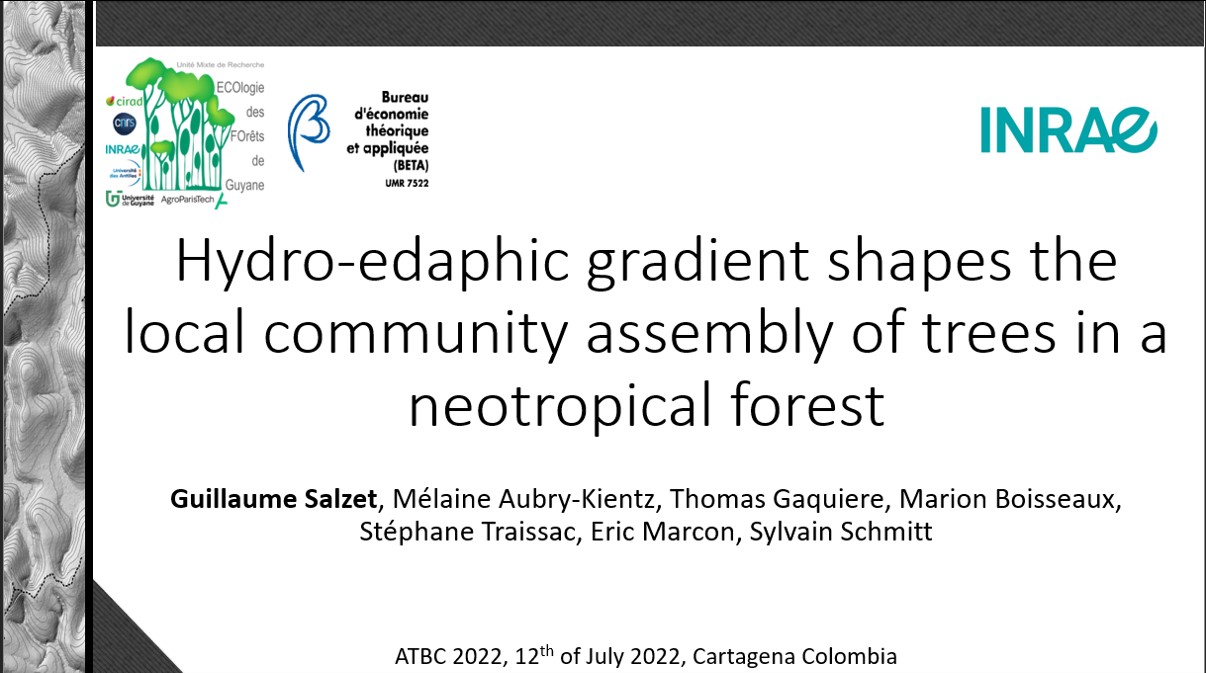 Unité Mixte de Recherche
ECOlogie
des
FOrêts
de
Guyane
cirad
cnrs
INRAE
Université
des Antilles
Université
de Guyane
AgroParisTech
Bureau
d'économie
théorique
et appliquée
(BETA)
UMR 7522
INRAE
Hydro-edaphic gradient shapes the
local community assembly of trees in a
neotropical forest
Guillaume Salzet, Mélaine Aubry-Kientz, Thomas Gaquiere, Marion Boisseaux,
Stéphane Traissac, Eric Marcon, Sylvain Schmitt
ATBC 2022, 12th of July 2022, Cartagena Colombia